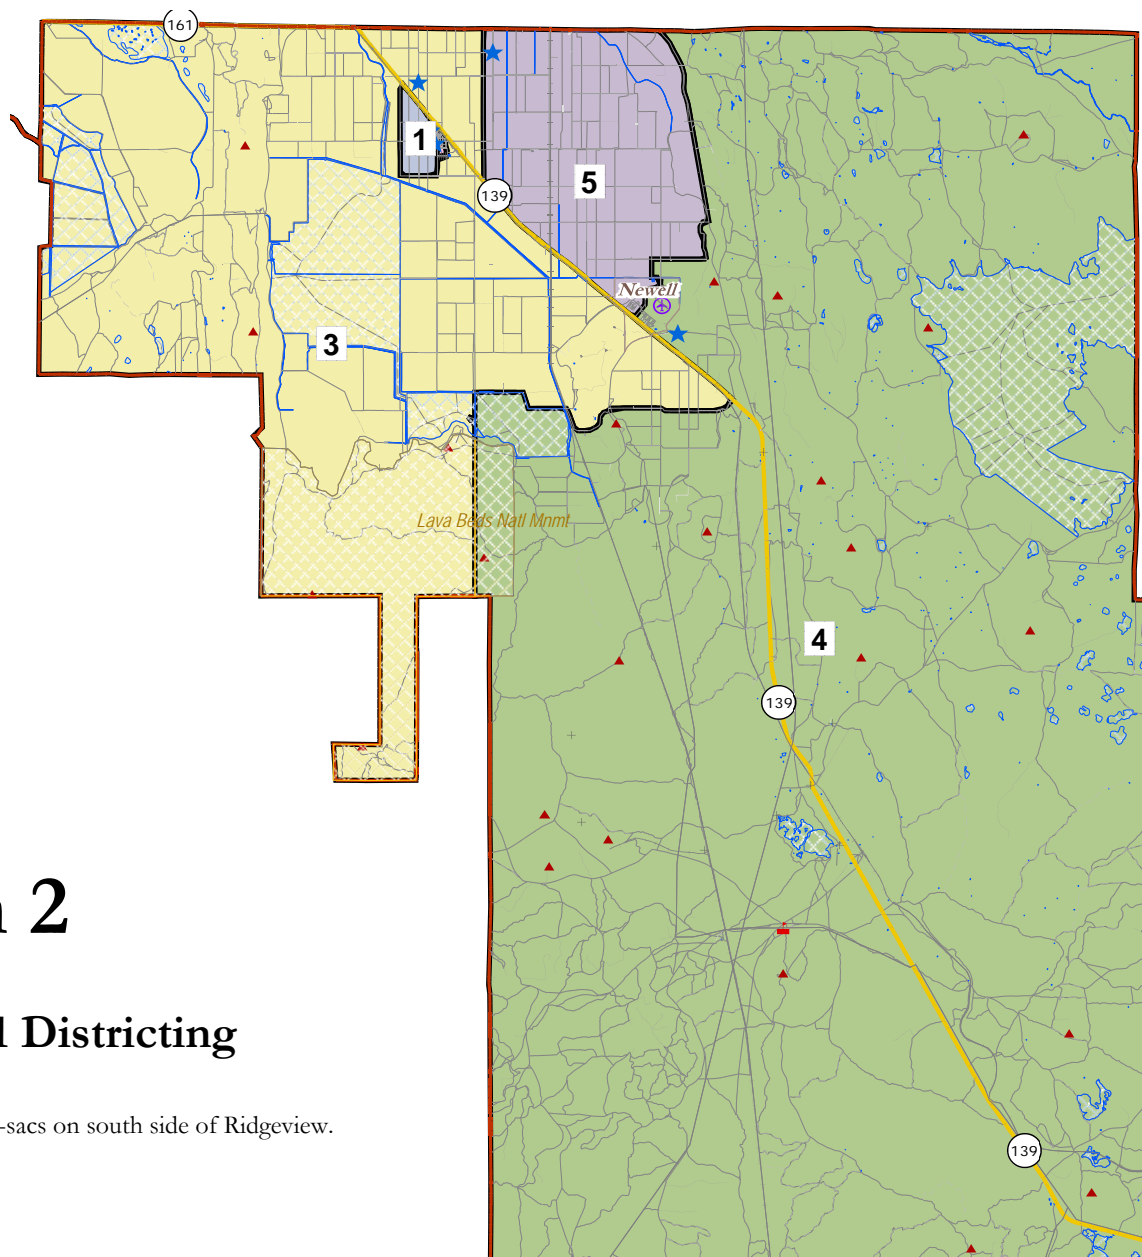 161
1
5
139
Newell
3
Lava Beds Natl Mnmt
4
139
2
Districting
-sacs on south side of Ridgeview.
139